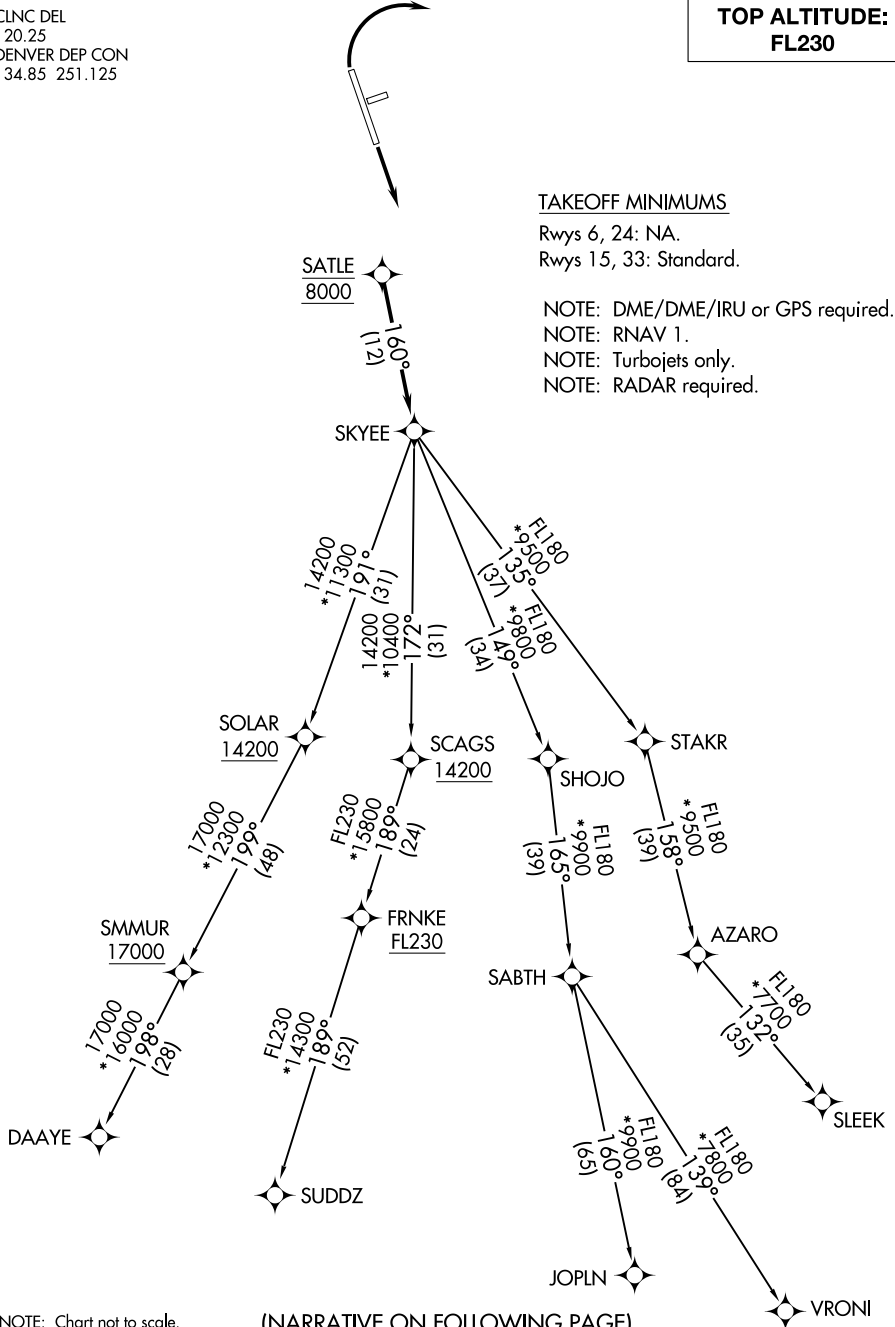 CLNC DEL
20.25
DENVER DEP CON
34.85 251.125
TOP ALTITUDE:
FL230
TAKEOFF MINIMUMS
Rwys 6, 24: NA.
Rwys 15, 33: Standard.
NOTE: DME/DME/IRU or GPS required.
NOTE: RNAV 1.
NOTE: Turbojets only.
NOTE: RADAR required.
SATLE
8000
160°
(12)
SKYEE
14200
*11300
191°
(31)
14200
*10400
172°
(31)
FL180
*9800
149°
(34)
FL180
*9500
135°
(37)
SOLAR
14200
SCAGS
14200
SHOJO
STAKR
17000
*12300
199°
(48)
FL230
*15800
189°
(24)
FL180
*9900
165°
(39)
FL180
*9500
158°
(39)
SMMUR
17000
FRNKE
FL230
SABTH
AZARO
17000
*16000
198°
(28)
FL230
*14300
189°
(52)
FL180
*9900
160°
(65)
FL180
*7800
139°
(84)
FL180
*7700
132°
(35)
SLEEK
DAAYE
SUDDZ
JOPLN
VRONI
NOTE: Chart not to scale.
(NARRATIVE ON FOLLOWING PAGE)